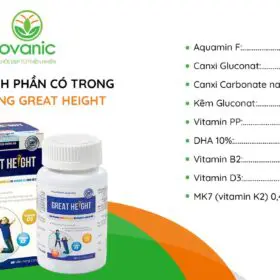 ovanic
H PHẦN CÓ TRONG
NG GREAT HEIGHT
GREAT HEIGHT
GREAT HEIGHT
Aquamin F:
Canxi Gluconat:
Canxi Carbonate na
Kẽm Gluconat:
Vitamin PP:
DHA 10%:
Vitamin B2:
Vitamin D3:
MK7 (vitamin K2) 0,